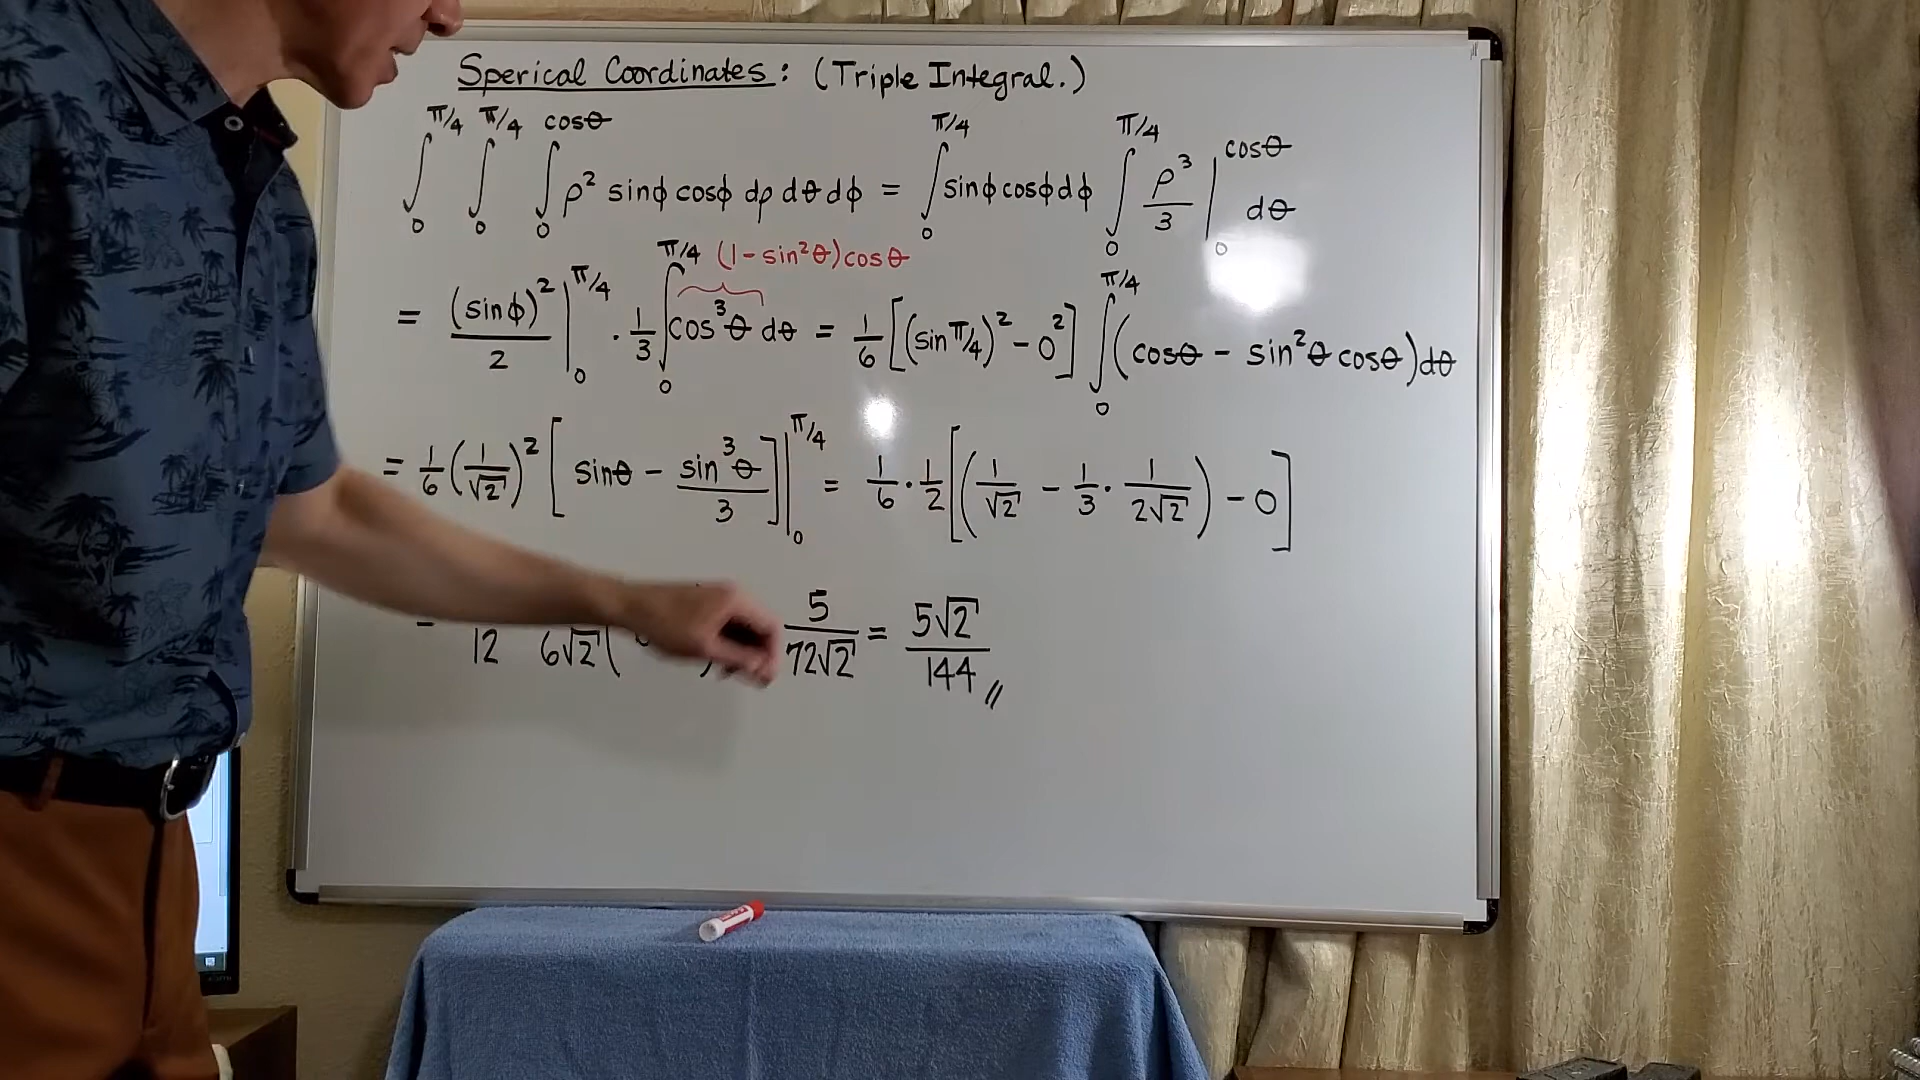 Sperical Coordinates: (Triple Integral.)
∫₀^{π/4} ∫₀^{π/4} ∫₀^{cosθ} ρ² sinφ cosφ dρ dθ dφ = ∫₀^{π/4} sinφ cosφ dφ ∫₀^{π/4} ρ³/3 |₀^{cosθ} dθ
(1-sin²θ)cosθ
= (sinφ)²/2 |₀^{π/4} · 1/3 ∫₀^{π/4} cos³θ dθ = 1/6 [(sin π/4)² - 0²] ∫₀^{π/4} (cosθ - sin²θ cosθ)dθ
= 1/6 (1/√2)² [sinθ - sin³θ/3] |₀^{π/4} = 1/6 · 1/2 [(1/√2 - 1/3 · 1/(2√2)) - 0]
12 6√2 ( 5/(72√2) = 5√2/144 //